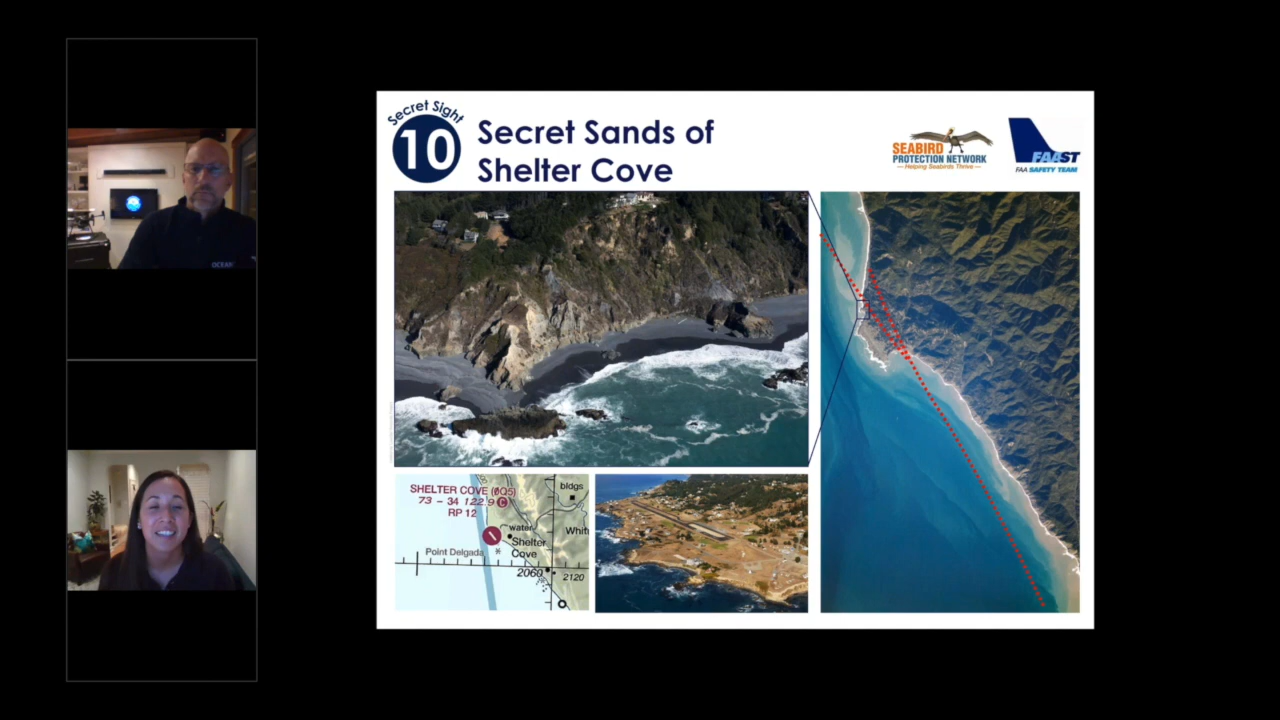 OCEAN
Secret Sight
10
Secret Sands of
Shelter Cove
SEABIRD
PROTECTION NETWORK
Helping Seabirds Thrive
FAAST
FAA SAFETY TEAM
SHELTER COVE (0Q5)
73 - 34 122.9 C
RP 12
bldgs
water
Whit
Shelter
Cove
Point Delgada
2060
2120